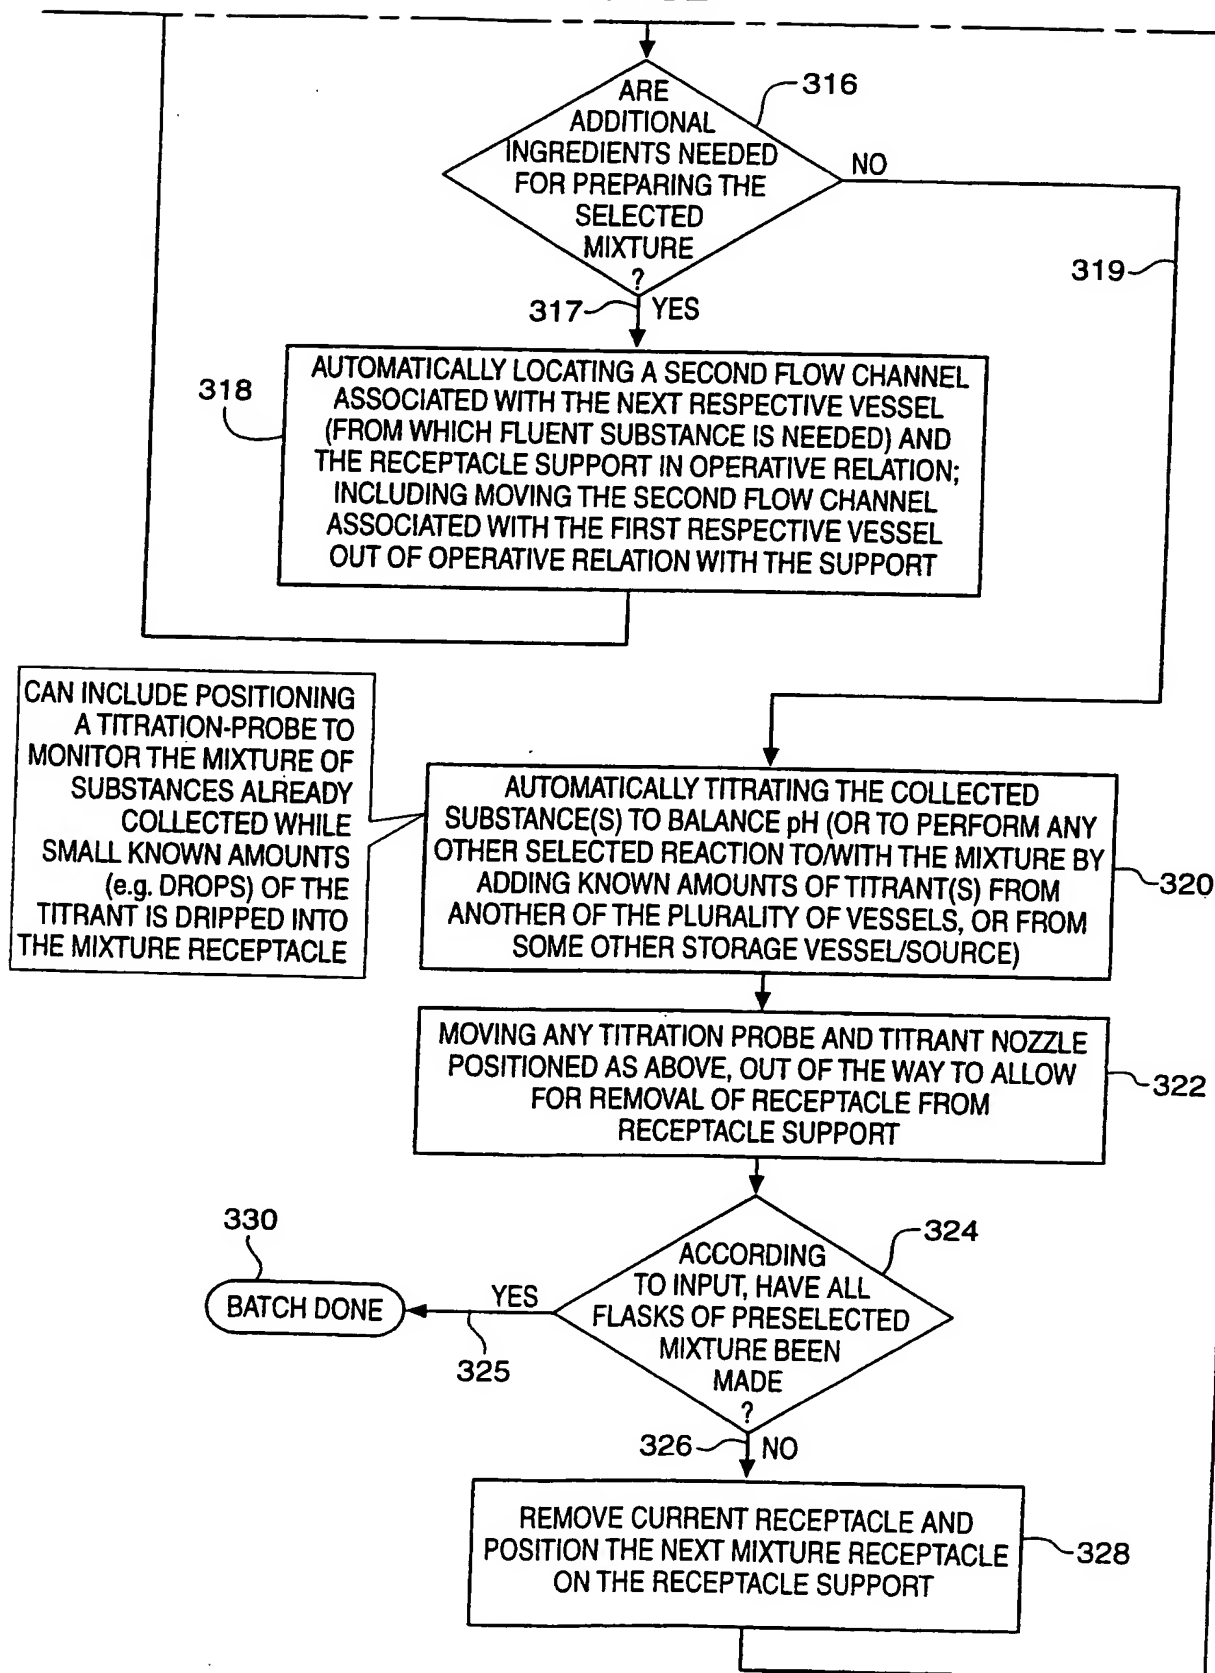 ARE
ADDITIONAL
INGREDIENTS NEEDED
FOR PREPARING THE
SELECTED
MIXTURE
?
316
NO
319
317
YES
318
AUTOMATICALLY LOCATING A SECOND FLOW CHANNEL
ASSOCIATED WITH THE NEXT RESPECTIVE VESSEL
(FROM WHICH FLUENT SUBSTANCE IS NEEDED) AND
THE RECEPTACLE SUPPORT IN OPERATIVE RELATION;
INCLUDING MOVING THE SECOND FLOW CHANNEL
ASSOCIATED WITH THE FIRST RESPECTIVE VESSEL
OUT OF OPERATIVE RELATION WITH THE SUPPORT
CAN INCLUDE POSITIONING
A TITRATION-PROBE TO
MONITOR THE MIXTURE OF
SUBSTANCES ALREADY
COLLECTED WHILE
SMALL KNOWN AMOUNTS
(e.g. DROPS) OF THE
TITRANT IS DRIPPED INTO
THE MIXTURE RECEPTACLE
AUTOMATICALLY TITRATING THE COLLECTED
SUBSTANCE(S) TO BALANCE pH (OR TO PERFORM ANY
OTHER SELECTED REACTION TO/WITH THE MIXTURE BY
ADDING KNOWN AMOUNTS OF TITRANT(S) FROM
ANOTHER OF THE PLURALITY OF VESSELS, OR FROM
SOME OTHER STORAGE VESSEL/SOURCE)
320
MOVING ANY TITRATION PROBE AND TITRANT NOZZLE
POSITIONED AS ABOVE, OUT OF THE WAY TO ALLOW
FOR REMOVAL OF RECEPTACLE FROM
RECEPTACLE SUPPORT
322
ACCORDING
TO INPUT, HAVE ALL
FLASKS OF PRESELECTED
MIXTURE BEEN
MADE
?
324
YES
325
330
BATCH DONE
326
NO
REMOVE CURRENT RECEPTACLE AND
POSITION THE NEXT MIXTURE RECEPTACLE
ON THE RECEPTACLE SUPPORT
328